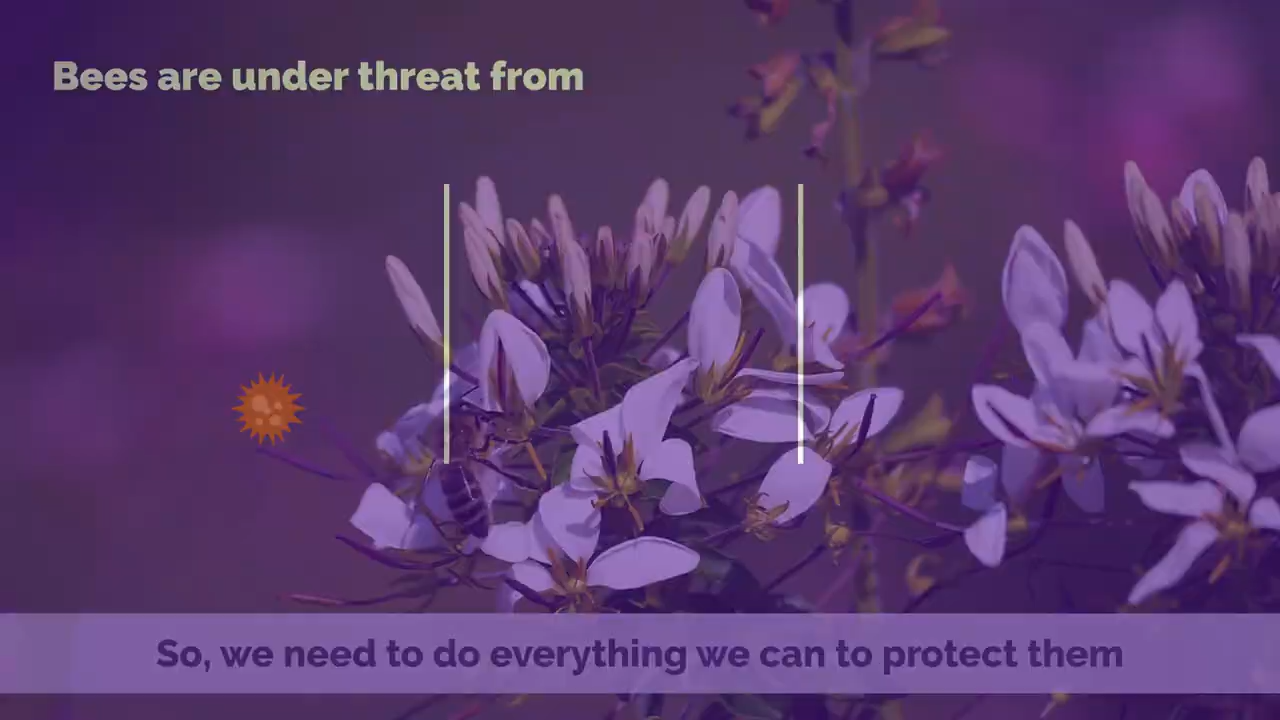 Bees are under threat from
So, we need to do everything we can to protect them